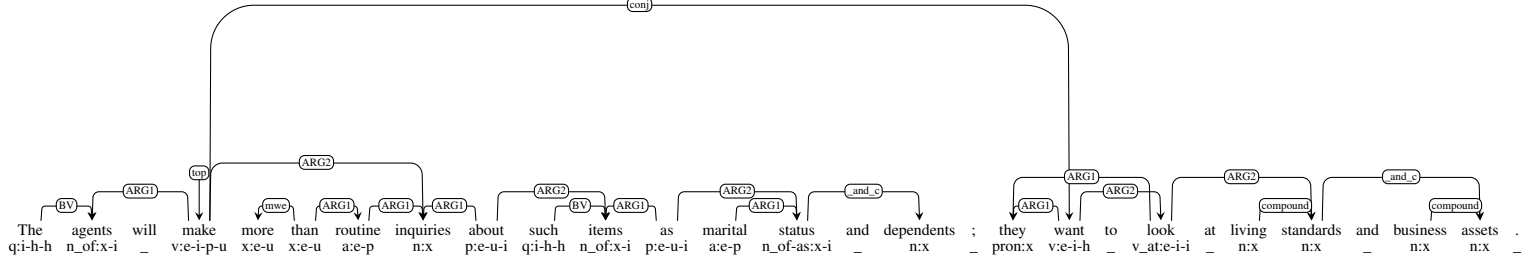 conj
top ARG2
BV ARG1 mwe ARG1 ARG1 ARG1 ARG2 BV ARG1 ARG2 ARG1 _and_c ARG1 ARG1 ARG2 ARG2 compound _and_c compound
The agents will make more than routine inquiries about such items as marital status and dependents ; they want to look at living standards and business assets .
q:i-h-h n_of:x-i _ v:e-i-p-u x:e-u x:e-u a:e-p n:x p:e-u-i q:i-h-h n_of:x-i p:e-u-i a:e-p n_of-as:x-i _ n:x _ pron:x v:e-i-h _ v_at:e-i-i _ n:x n:x _ n:x n:x _